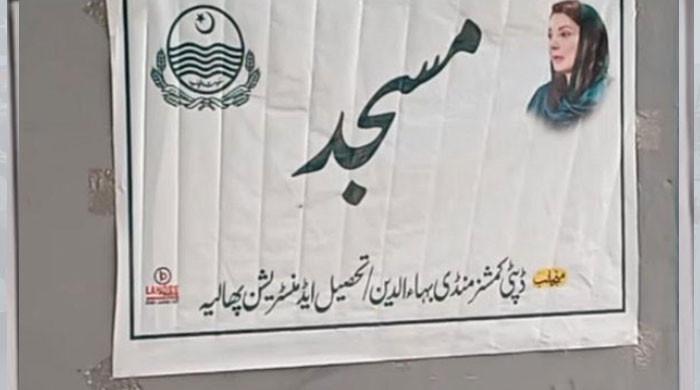 مسجد
منجانب ڈپٹی کمشنر منڈی بہاءالدین/تحصیل ایڈمنسٹریشن پھالیہ